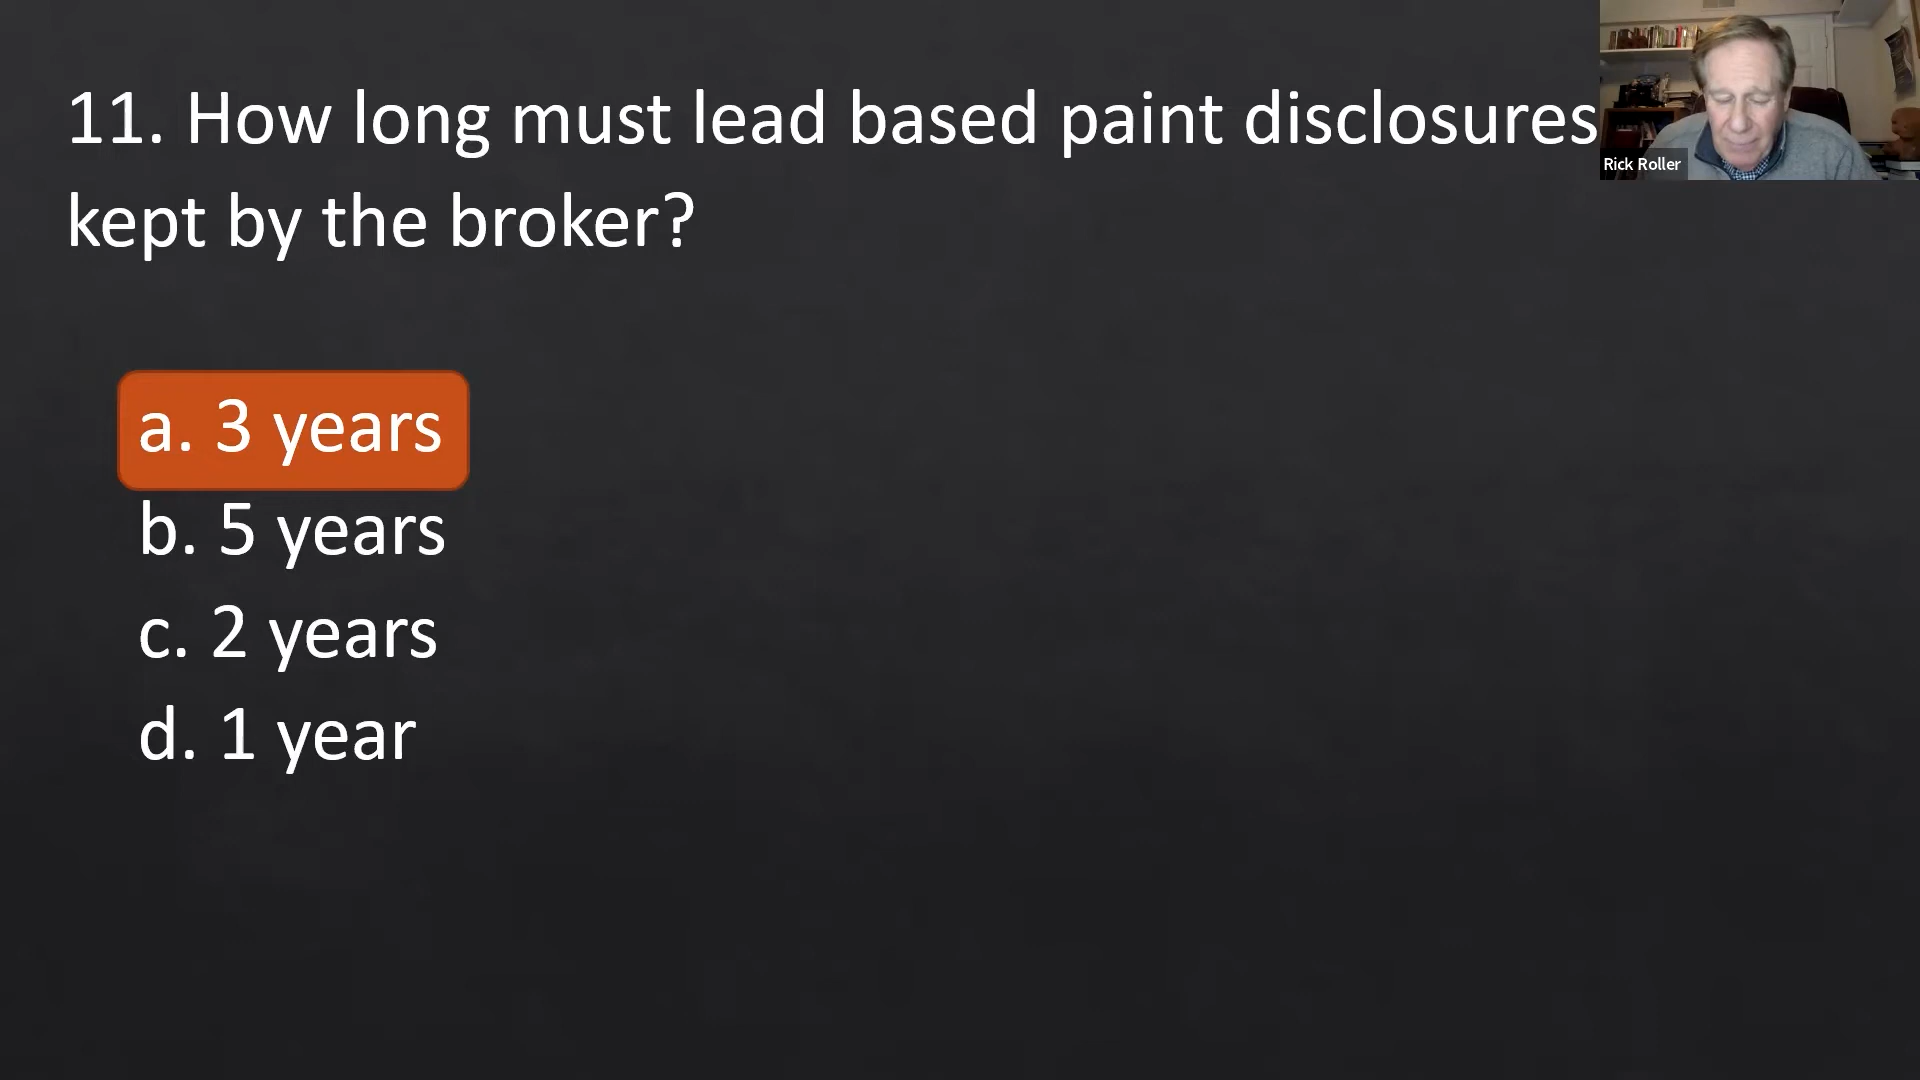 11. How long must lead based paint disclosures
kept by the broker?
a. 3 years
b. 5 years
c. 2 years
d. 1 year
Rick Roller